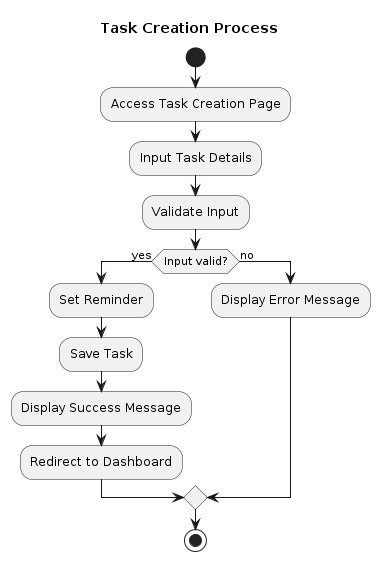 Task Creation Process
Access Task Creation Page
Input Task Details
Validate Input
yes
Input valid?
no
Set Reminder
Display Error Message
Save Task
Display Success Message
Redirect to Dashboard